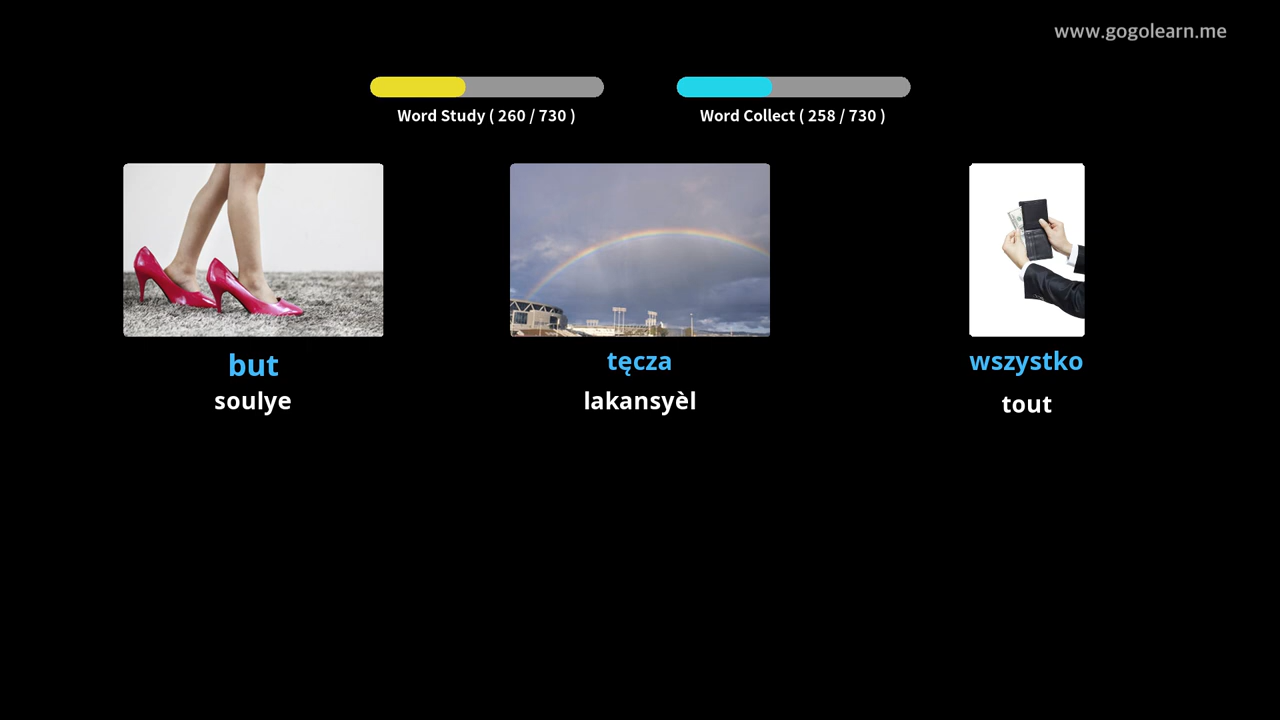 www.gogolearn.me
Word Study ( 260 / 730 )
Word Collect ( 258 / 730 )
but
soulye
tęcza
lakansyèl
wszystko
tout